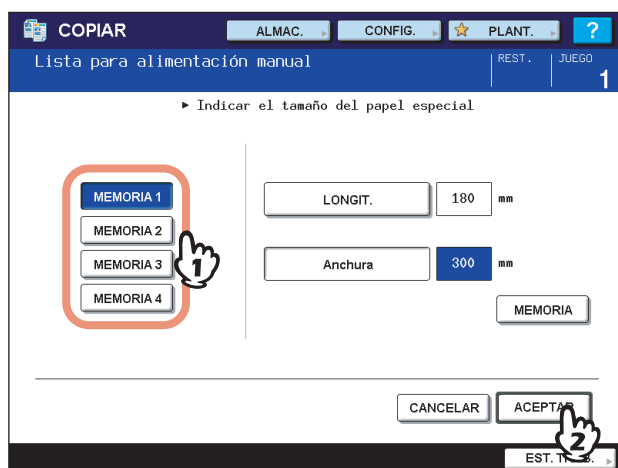 COPIAR ALMAC. CONFIG. PLANT. ?
Lista para alimentación manual REST. JUEGO
1
► Indicar el tamaño del papel especial
MEMORIA 1 LONGIT. 180 mm
MEMORIA 2
1
MEMORIA 3 Anchura 300 mm
MEMORIA 4 MEMORIA
CANCELAR ACEPTAR
2
EST.